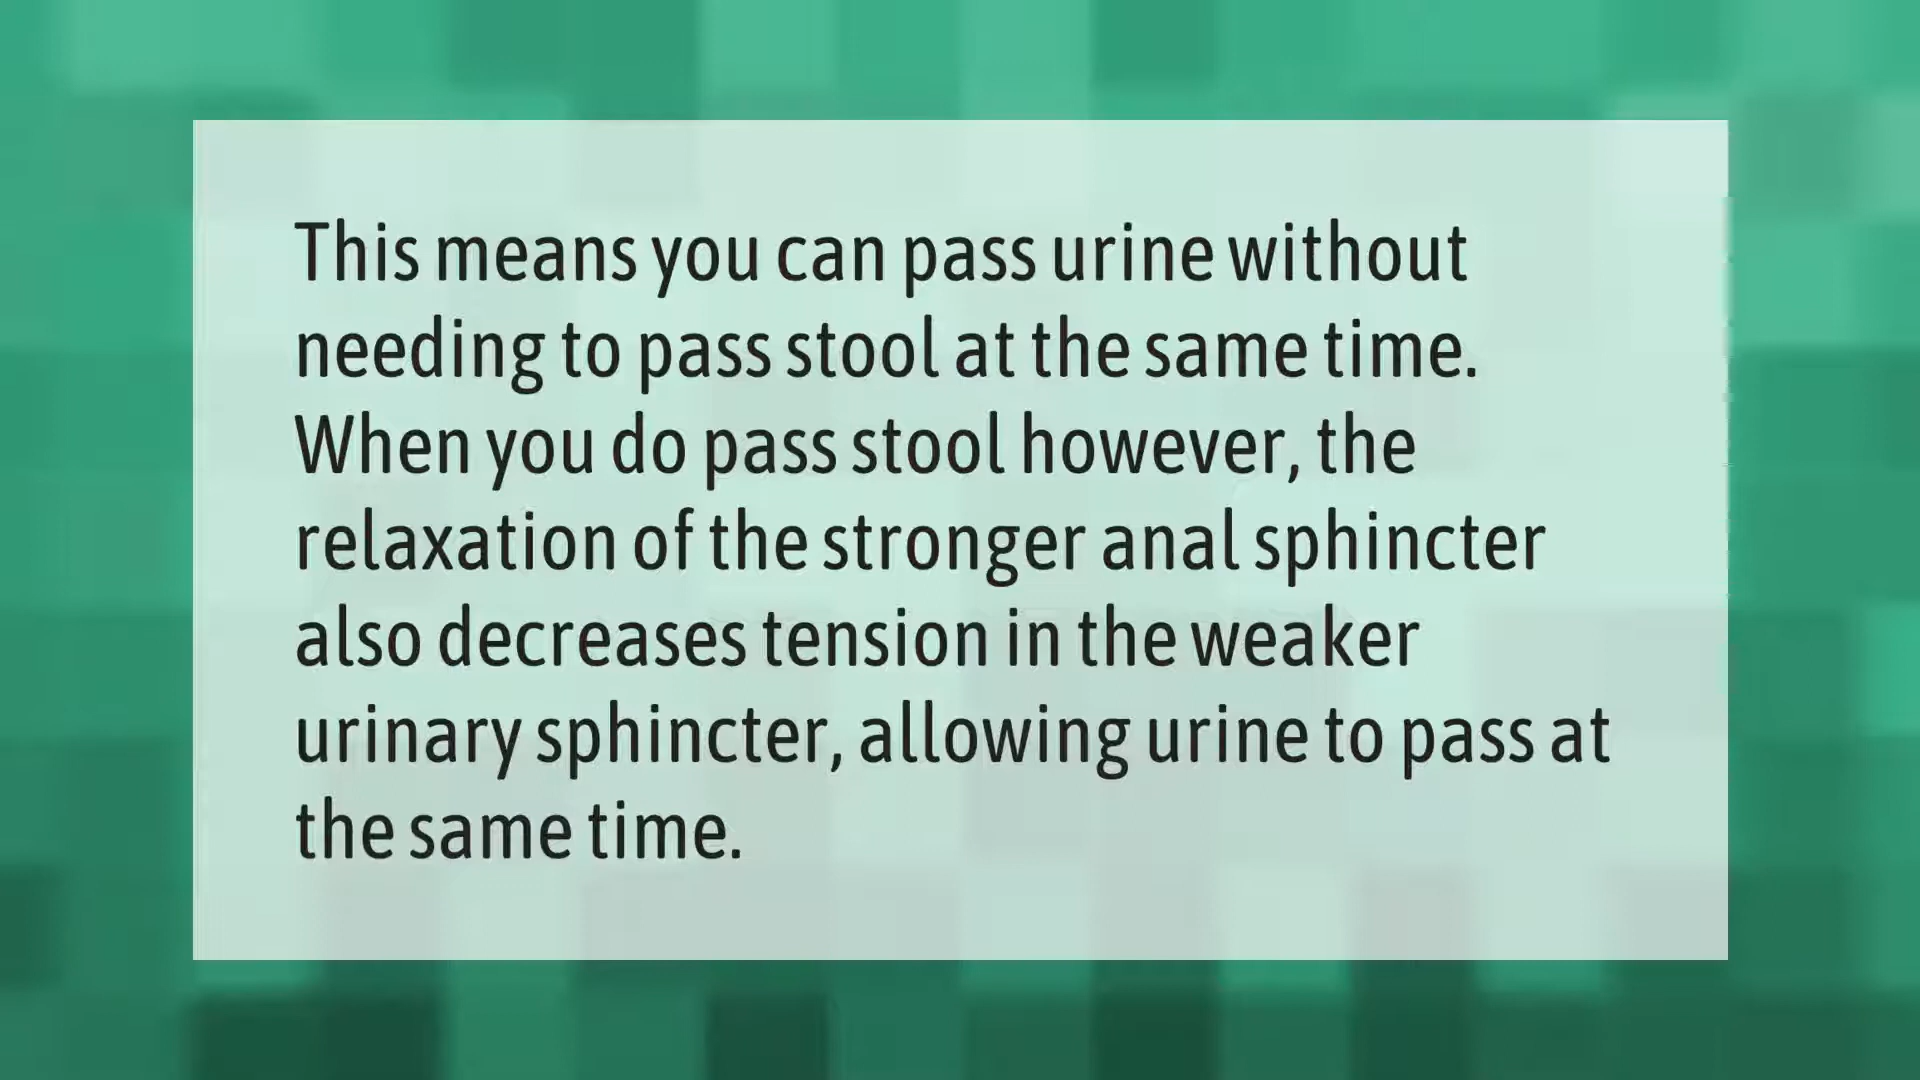 This means you can pass urine without
needing to pass stool at the same time.
When you do pass stool however, the
relaxation of the stronger anal sphincter
also decreases tension in the weaker
urinary sphincter, allowing urine to pass at
the same time.